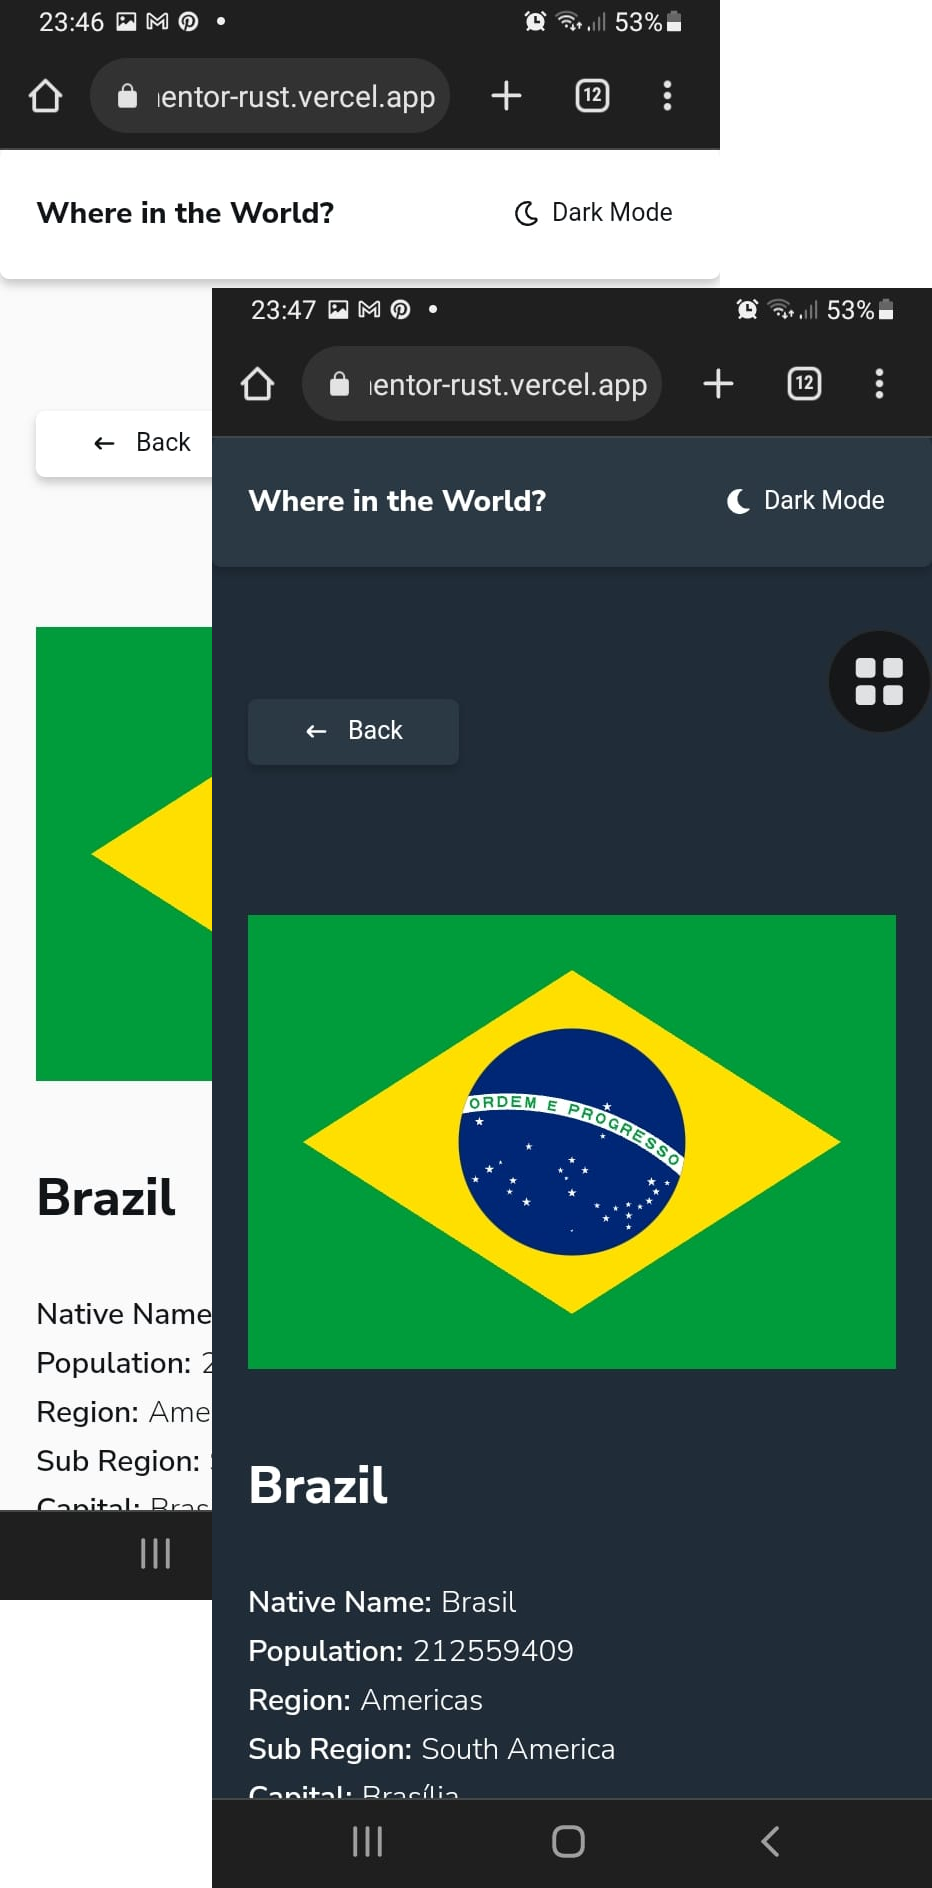 23:46 53%
entor-rust.vercel.app 12
Where in the World? Dark Mode
Back
Brazil
Native Name
Population: 2
Region: Ame
Sub Region:
Capital: Bras
23:47 53%
entor-rust.vercel.app 12
Where in the World? Dark Mode
Back
ORDEM E PROGRESSO
Brazil
Native Name: Brasil
Population: 212559409
Region: Americas
Sub Region: South America
Capital: Brasília